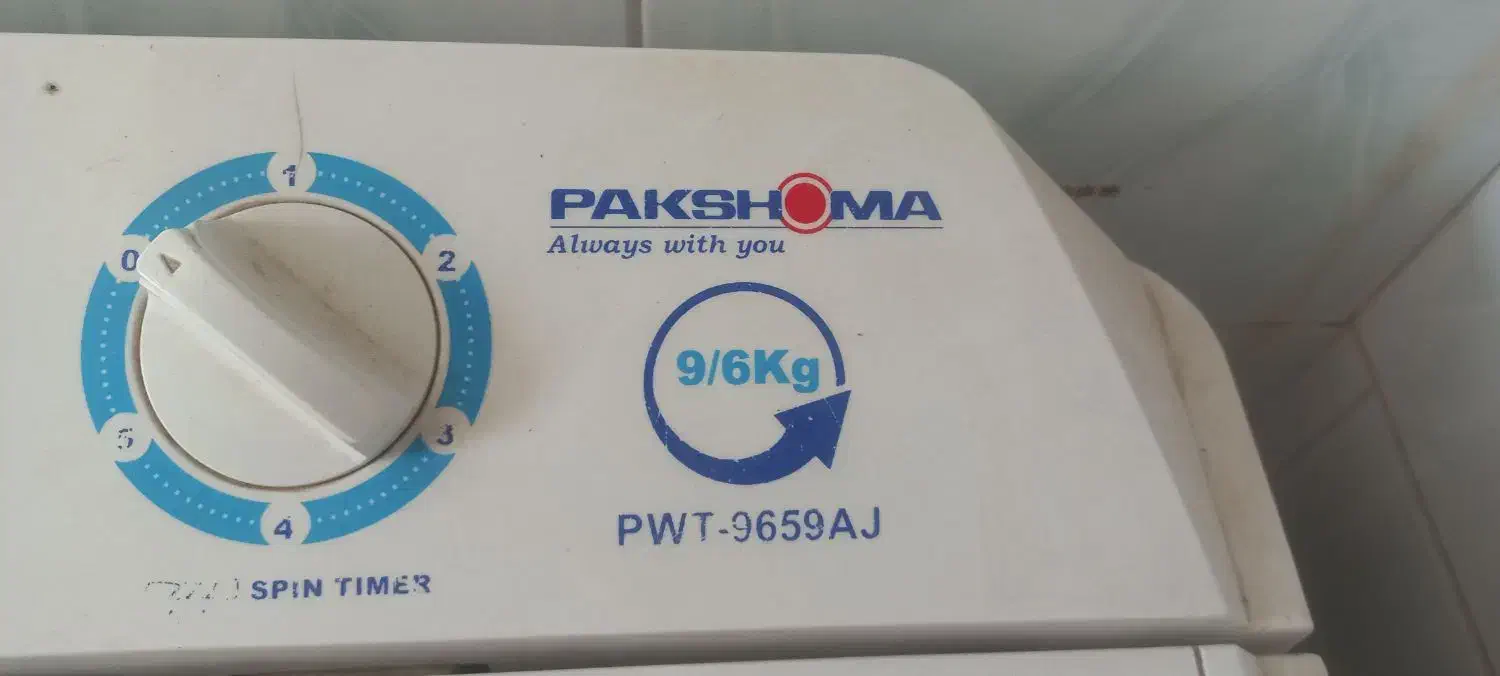 1
0
2
5
3
4
SPIN TIMER
PAKSHOMA
Always with you
9/6Kg
PWT-9659AJ